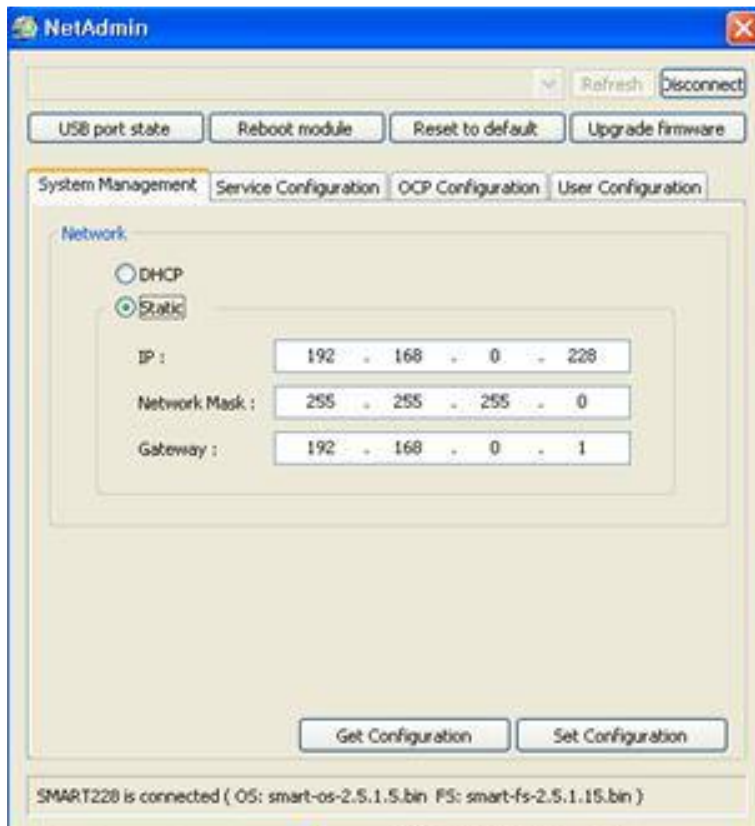 NetAdmin
Refresh Disconnect
USB port state Reboot module Reset to default Upgrade firmware
System Management Service Configuration OCP Configuration User Configuration
Network
DHCP
Static
IP : 192 . 168 . 0 . 228
Network Mask : 255 . 255 . 255 . 0
Gateway : 192 . 168 . 0 . 1
Get Configuration Set Configuration
SMART228 is connected ( OS: smart-os-2.5.1.5.bin FS: smart-fs-2.5.1.15.bin )